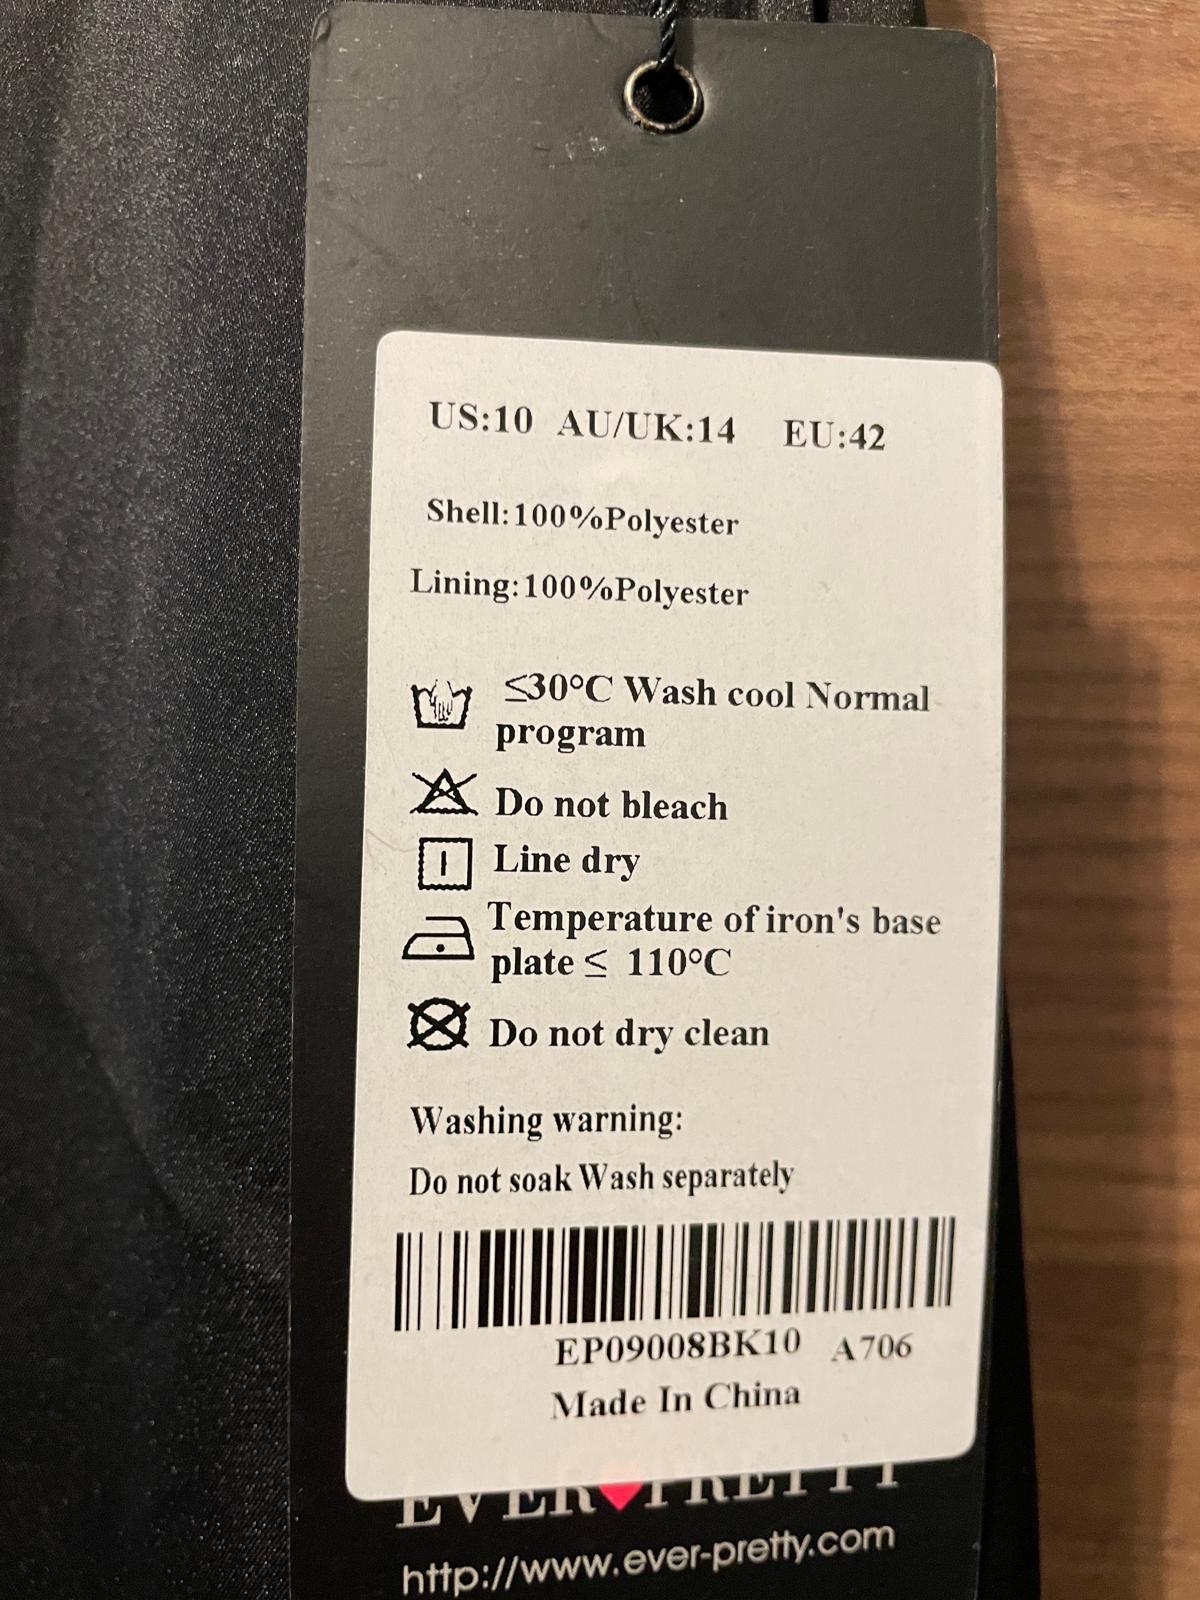 US:10 AU/UK:14 EU:42
Shell:100%Polyester
Lining:100%Polyester
≤30°C Wash cool Normal
program
Do not bleach
Line dry
Temperature of iron's base
plate ≤ 110°C
Do not dry clean
Washing warning:
Do not soak Wash separately
EP09008BK10 A706
Made In China
EVER PRETTY
http://www.ever-pretty.com